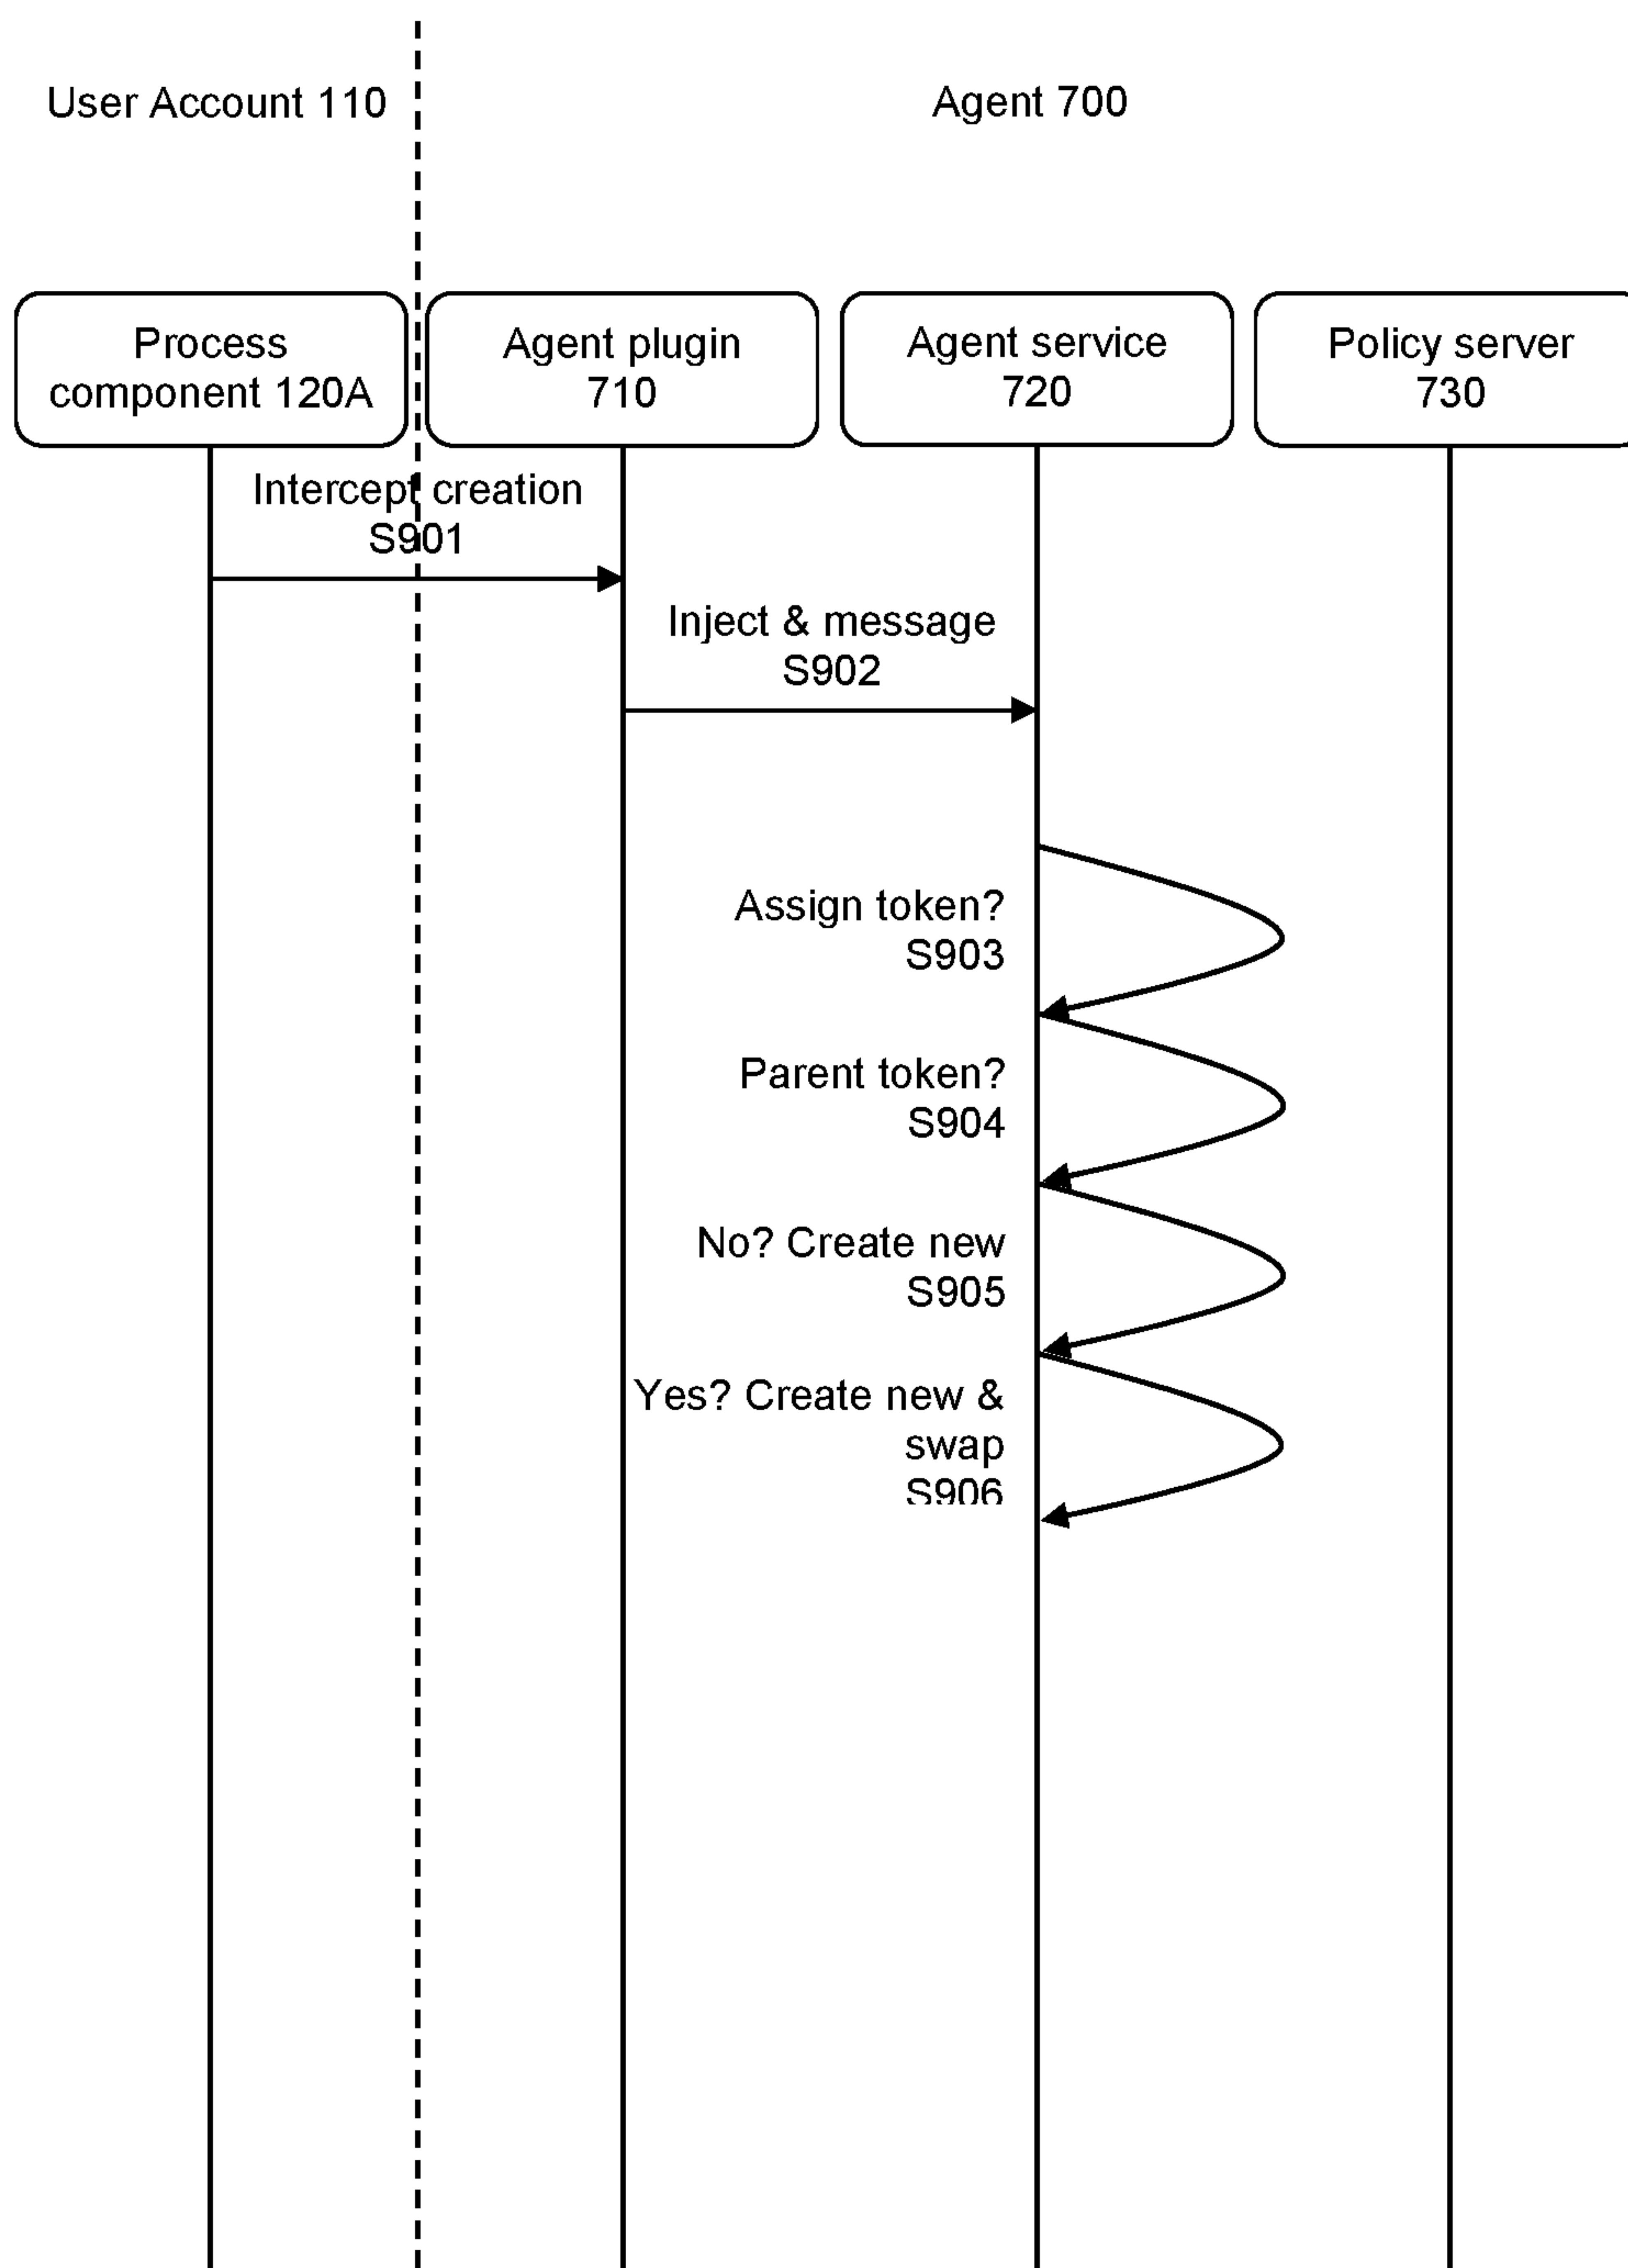 User Account 110
Agent 700
Process
component 120A
Agent plugin
710
Agent service
720
Policy server
730
Intercept creation
S901
Inject & message
S902
Assign token?
S903
Parent token?
S904
No? Create new
S905
Yes? Create new &
swap
S906